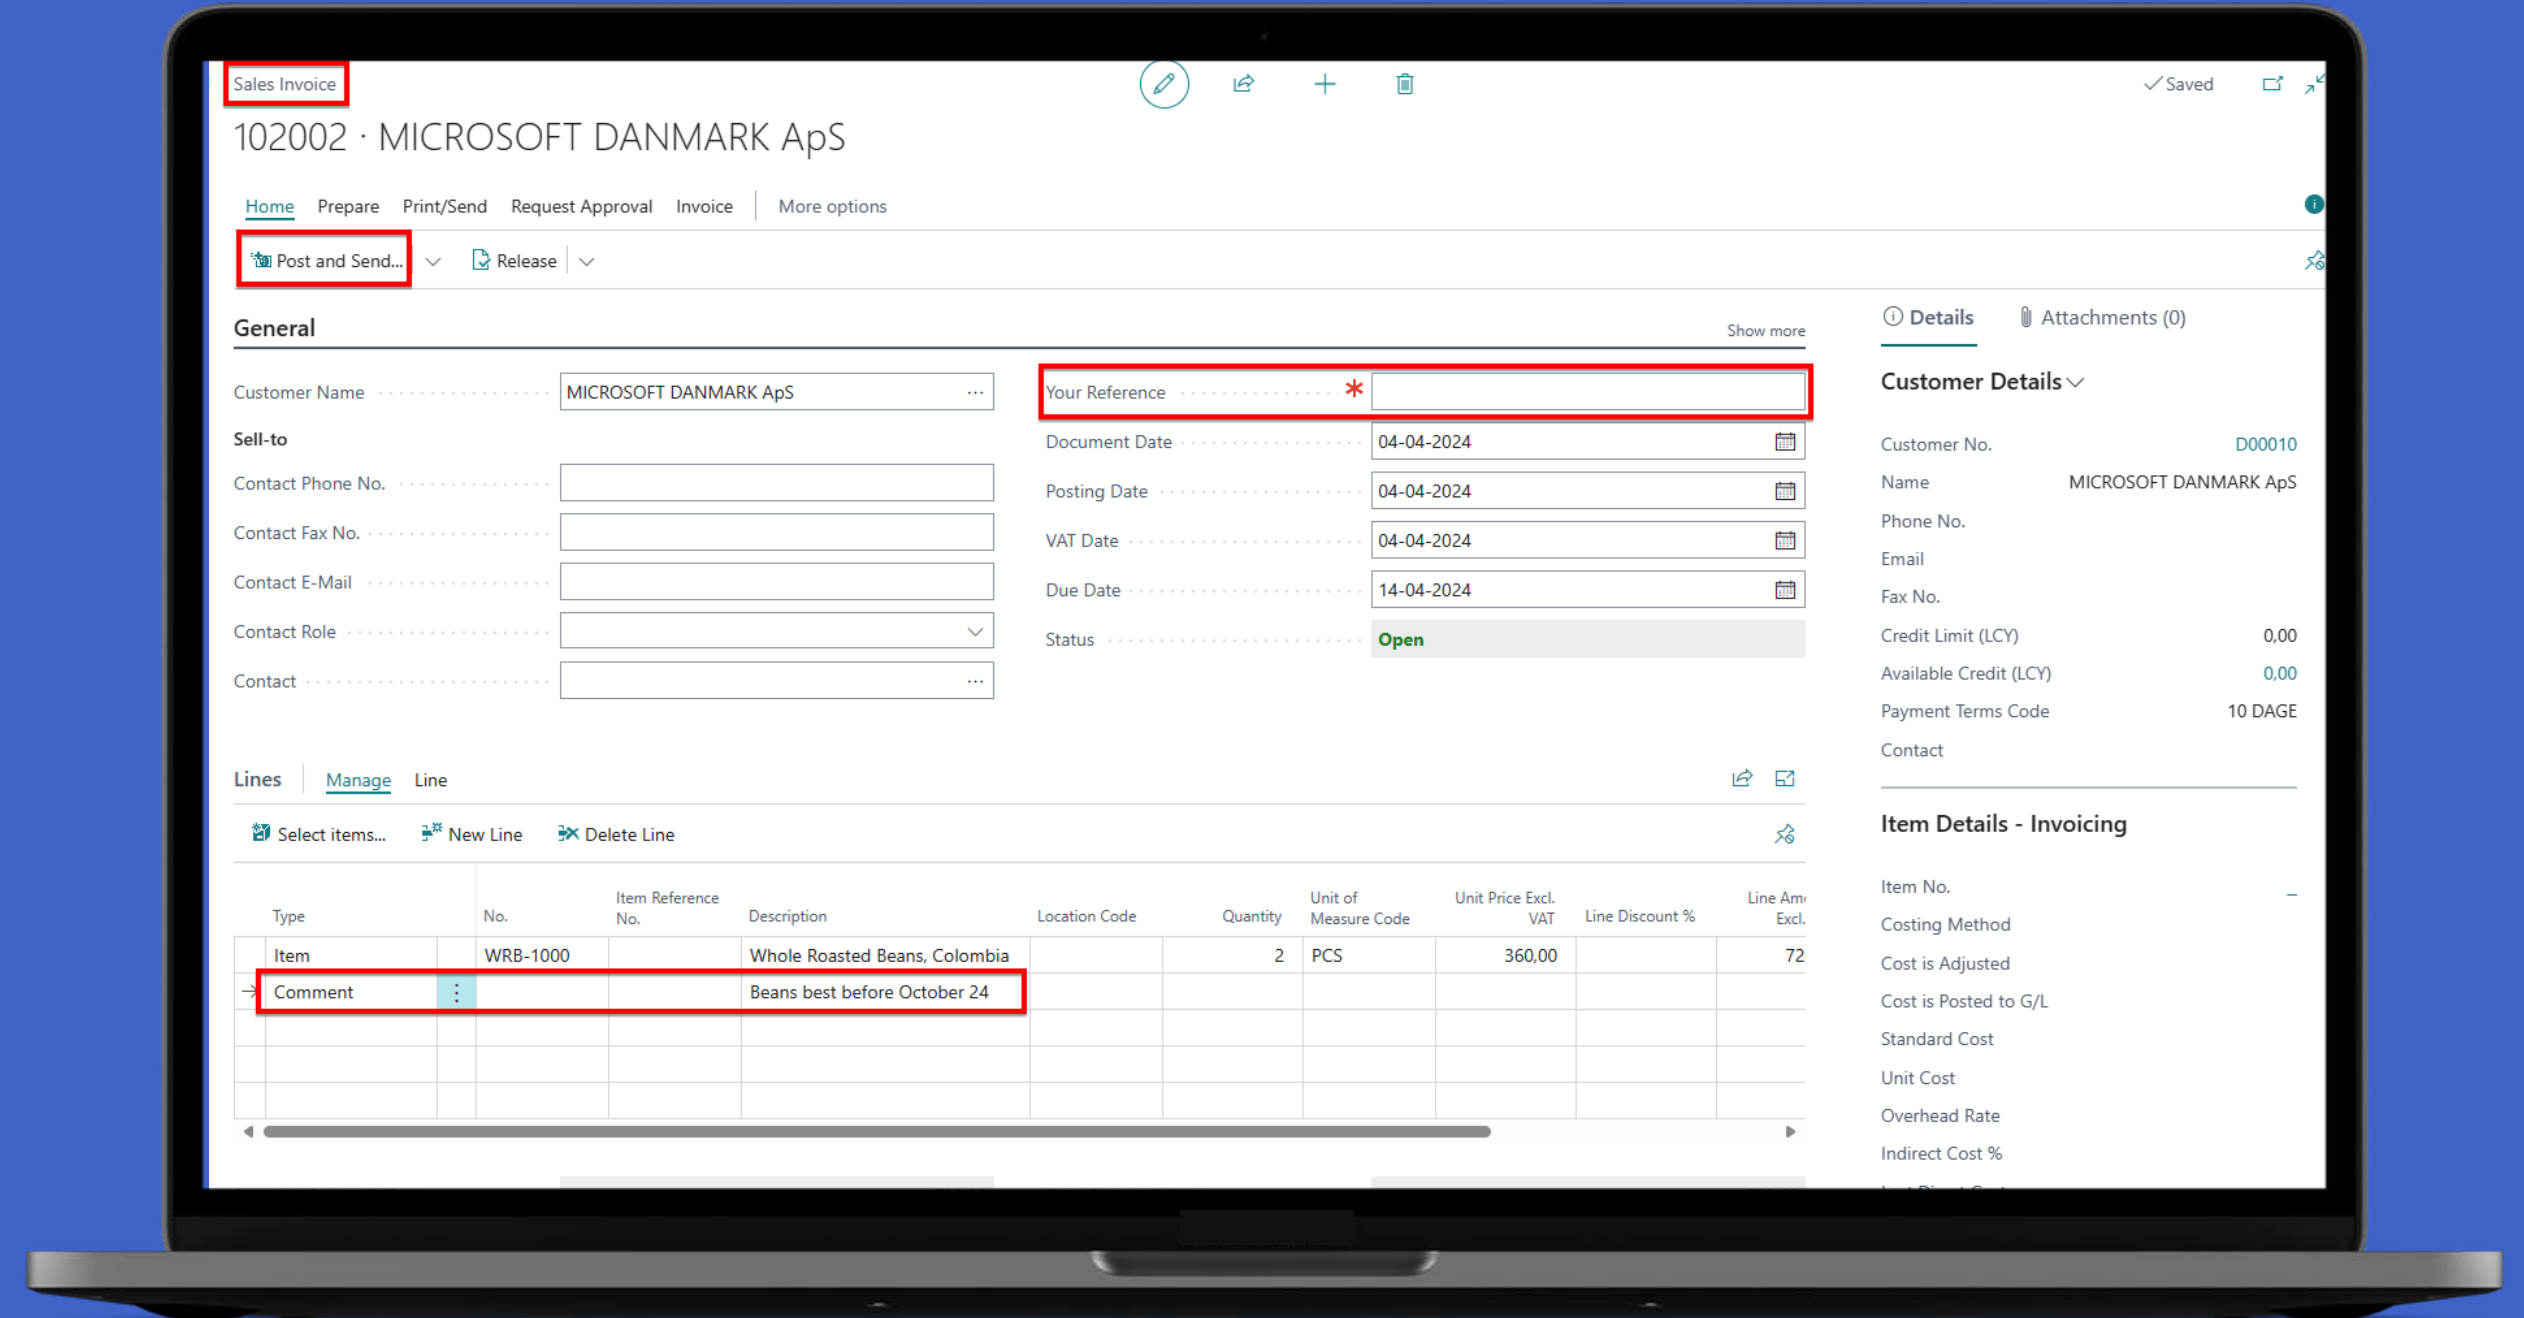 Sales Invoice
Saved
102002 · MICROSOFT DANMARK ApS
Home Prepare Print/Send Request Approval Invoice More options
Post and Send... Release
General Show more
Customer Name MICROSOFT DANMARK ApS ...
Sell-to
Contact Phone No.
Contact Fax No.
Contact E-Mail
Contact Role
Contact ...
Your Reference *
Document Date 04-04-2024
Posting Date 04-04-2024
VAT Date 04-04-2024
Due Date 14-04-2024
Status Open
Lines Manage Line
Select items... New Line Delete Line
Type No. Item Reference No. Description Location Code Quantity Unit of Measure Code Unit Price Excl. VAT Line Discount % Line Am Excl.
Item WRB-1000 Whole Roasted Beans, Colombia 2 PCS 360,00 72
Comment Beans best before October 24
Details Attachments (0)
Customer Details
Customer No. D00010
Name MICROSOFT DANMARK ApS
Phone No.
Email
Fax No.
Credit Limit (LCY) 0,00
Available Credit (LCY) 0,00
Payment Terms Code 10 DAGE
Contact
Item Details - Invoicing
Item No. _
Costing Method
Cost is Adjusted
Cost is Posted to G/L
Standard Cost
Unit Cost
Overhead Rate
Indirect Cost %